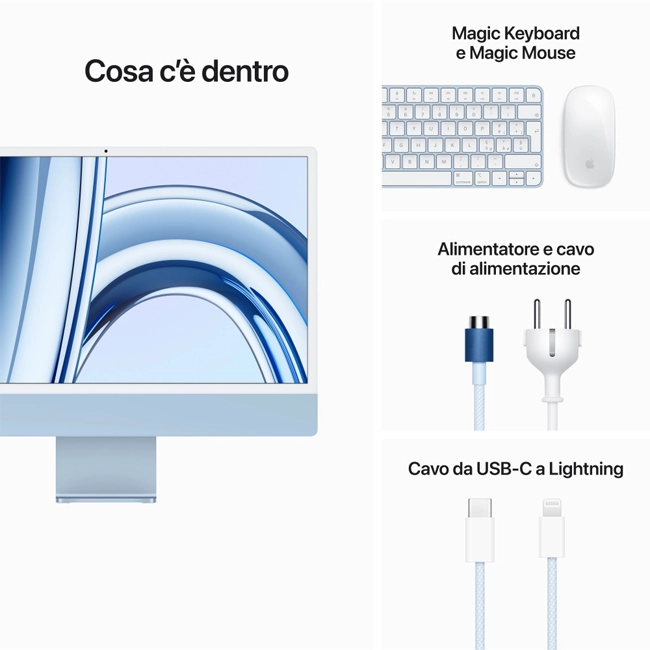 Cosa c'è dentro
Magic Keyboard
e Magic Mouse
Alimentatore e cavo
di alimentazione
Cavo da USB-C a Lightning